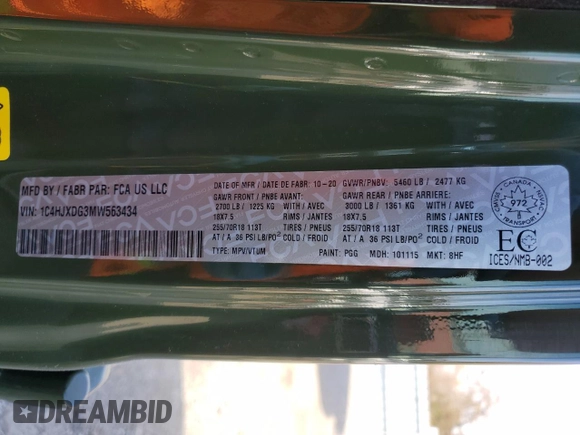 MFD BY / FABR PAR: FCA US LLC
DATE OF MFR / DATE DE FABR: 10-20 GVWR/PNBV: 5460 LB / 2477 KG
GAWR FRONT / PNBE AVANT: GAWR REAR / PNBE ARRIERE:
2700 LB / 1225 KG WITH / AVEC 3000 LB / 1361 KG WITH / AVEC
VIN: 1C4HJXDG3MW563434
18X7.5 RIMS / JANTES 18X7.5 RIMS / JANTES
255/70R18 113T TIRES / PNEUS 255/70R18 113T TIRES / PNEUS
AT / A 36 PSI LB/PO² COLD / FROID AT / A 36 PSI LB/PO² COLD / FROID
TYPE: MPV/VTUM PAINT: PGG MDH: 101115 MKT: 8HF
972
EC
ICES/NMB-002
DREAMBID